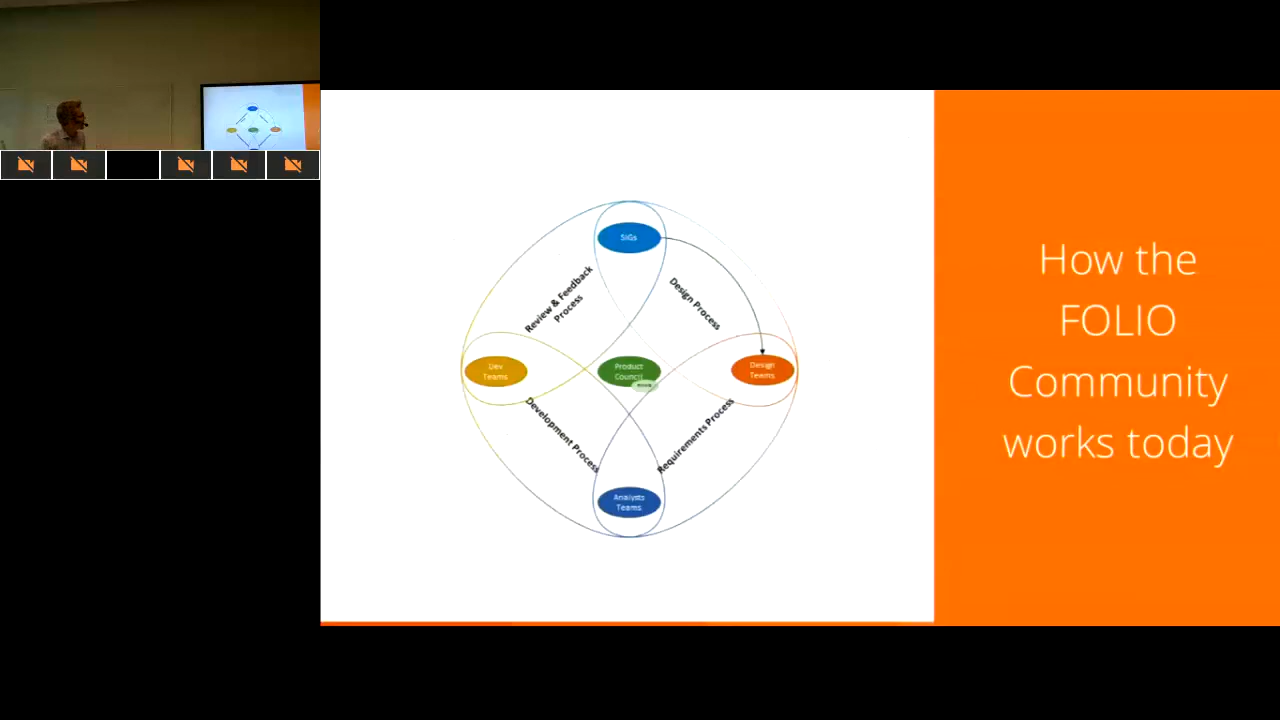 SIGs
Review & Feedback
Process
Design Process
Dev
Teams
Product
Council
Design
Teams
Development Process
Requirements Process
Analysts
Teams
How the
FOLIO
Community
works today